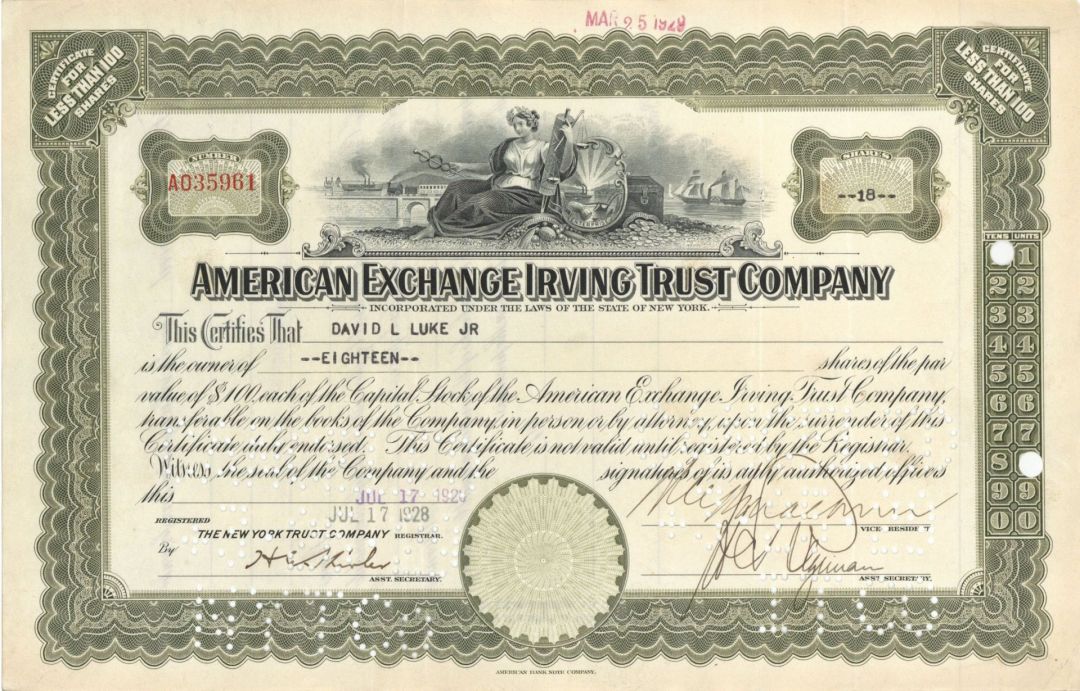 MAR 25 1929
CERTIFICATE FOR LESS THAN 100 SHARES
CERTIFICATE FOR LESS THAN 100 SHARES
NUMBER
AO35961
SHARES
--18--
AMERICAN EXCHANGE IRVING TRUST COMPANY
INCORPORATED UNDER THE LAWS OF THE STATE OF NEW YORK.
This Certifies That DAVID L LUKE JR
is the owner of --EIGHTEEN-- shares of the par
value of $100. each of the Capital Stock of the American Exchange Irving Trust Company,
transferable on the books of the Company, in person or by attorney, upon the surrender of this
Certificate duly endorsed. This Certificate is not valid until registered by the Registrar.
Witness, the seal of the Company and the signatures of its duly authorized officers
this JUL 17 1928
REGISTERED JUL 17 1928
THE NEW YORK TRUST COMPANY REGISTRAR.
By
ASST. SECRETARY.
VICE PRESIDENT
ASST SECRETARY.
TENS UNITS
1
2 2
3 3
4 4
5 5
6 6
7 7
8
9 9
0 0
AMERICAN BANK NOTE COMPANY.